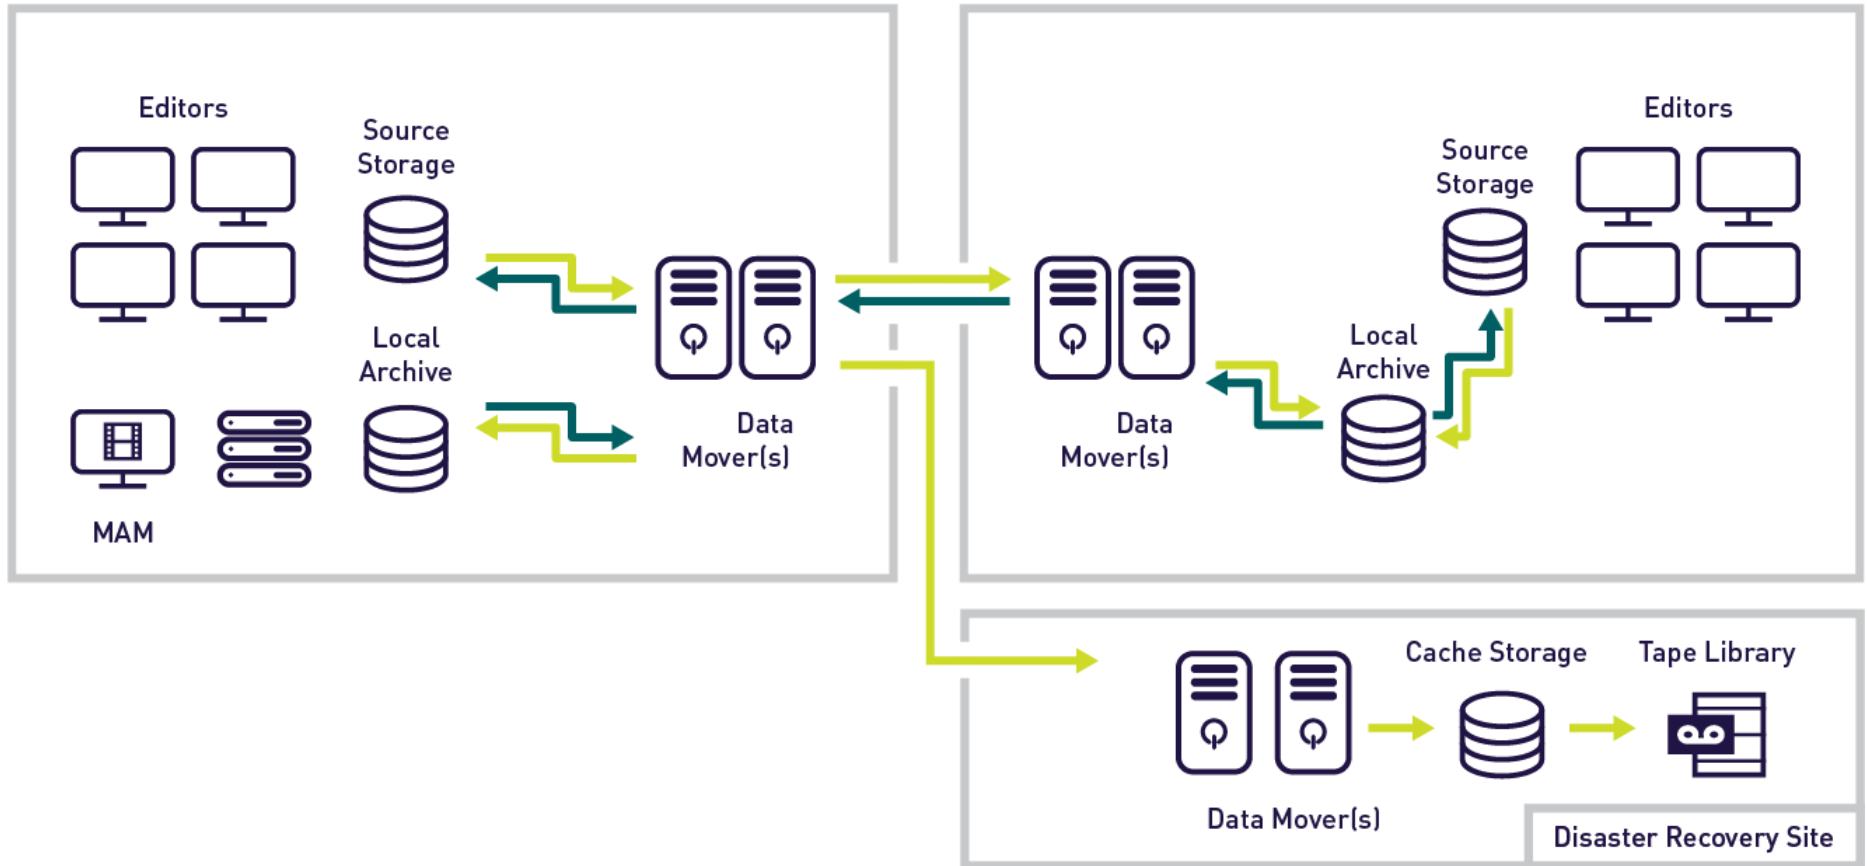 Editors
Source
Storage
Local
Archive
Data
Mover(s)
MAM
Editors
Source
Storage
Local
Archive
Data
Mover(s)
Cache Storage
Tape Library
Data Mover(s)
Disaster Recovery Site